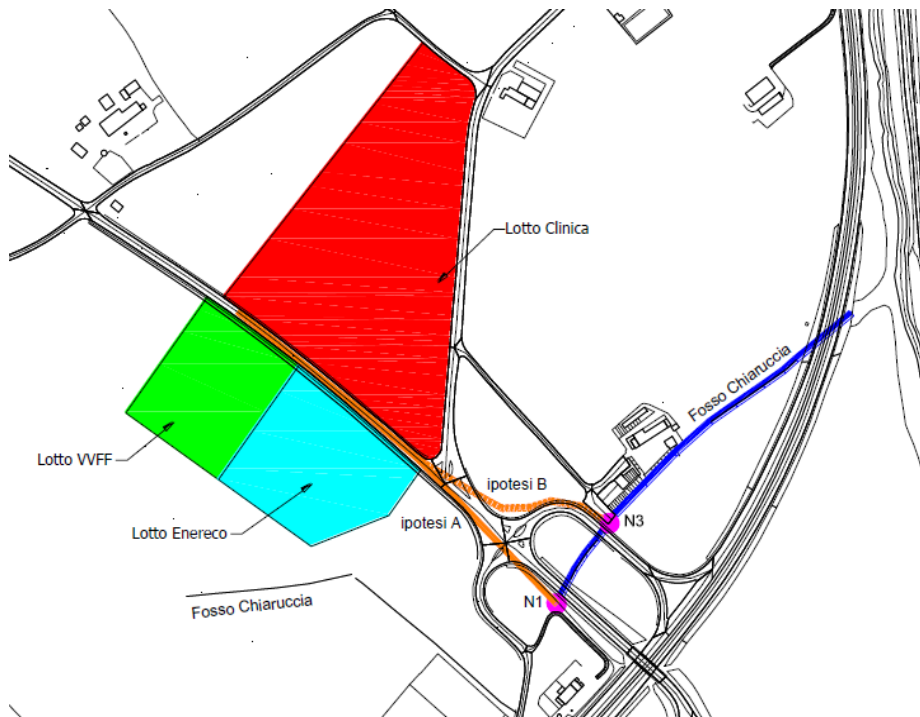 Lotto Clinica
Fosso Chiaruccia
Lotto VVFF
ipotesi B
Lotto Enereco
ipotesi A
N3
N1
Fosso Chiaruccia